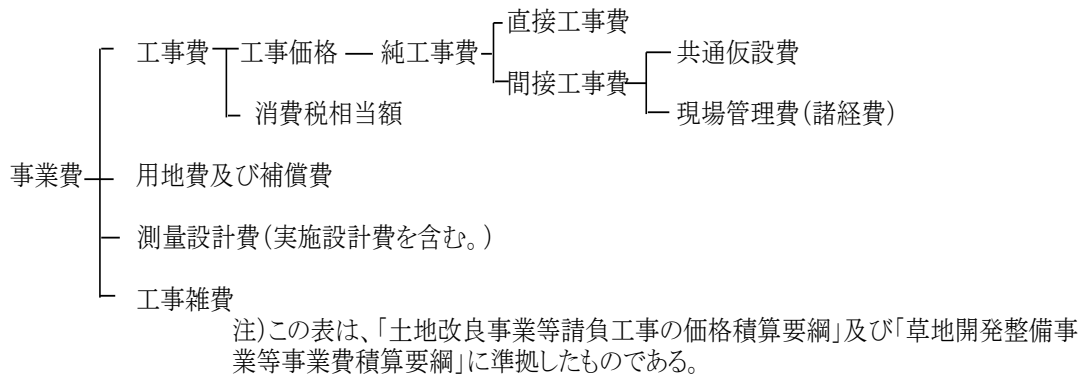 直接工事費
工事費 工事価格 純工事費 共通仮設費
間接工事費
消費税相当額 現場管理費(諸経費)
事業費 用地費及び補償費
測量設計費(実施設計費を含む。)
工事雑費
注)この表は、「土地改良事業等請負工事の価格積算要綱」及び「草地開発整備事
業等事業費積算要綱」に準拠したものである。